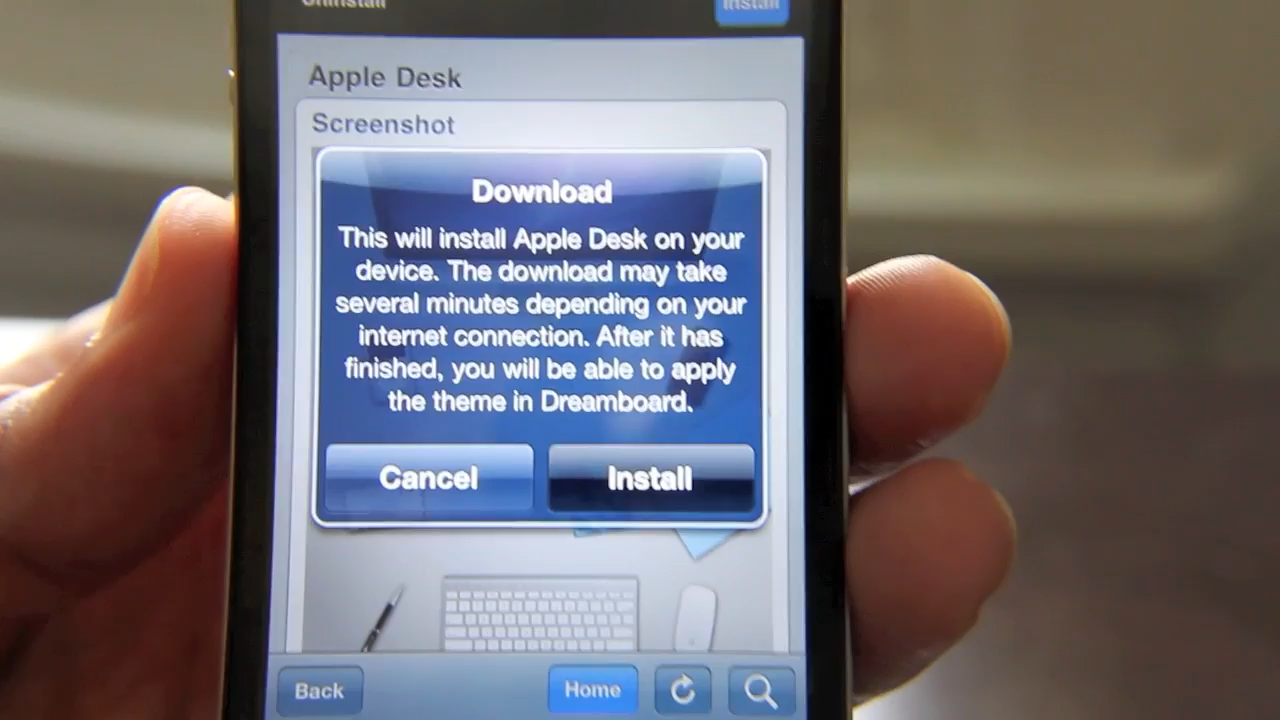 Uninstall
Install
Apple Desk
Screenshot
Download
This will install Apple Desk on your
device. The download may take
several minutes depending on your
internet connection. After it has
finished, you will be able to apply
the theme in Dreamboard.
Cancel
Install
Back
Home